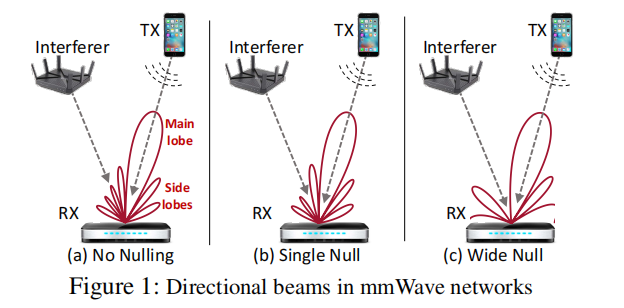 TX
Interferer
Main
lobe
Side
lobes
RX
(a) No Nulling
TX
Interferer
RX
(b) Single Null
TX
Interferer
RX
(c) Wide Null
Figure 1: Directional beams in mmWave networks